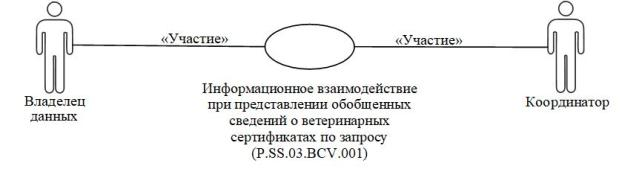 «Участие»
«Участие»
Владелец
данных
Информационное взаимодействие
при представлении обобщенных
сведений о ветеринарных
сертификатах по запросу
(P.SS.03.BCV.001)
Координатор